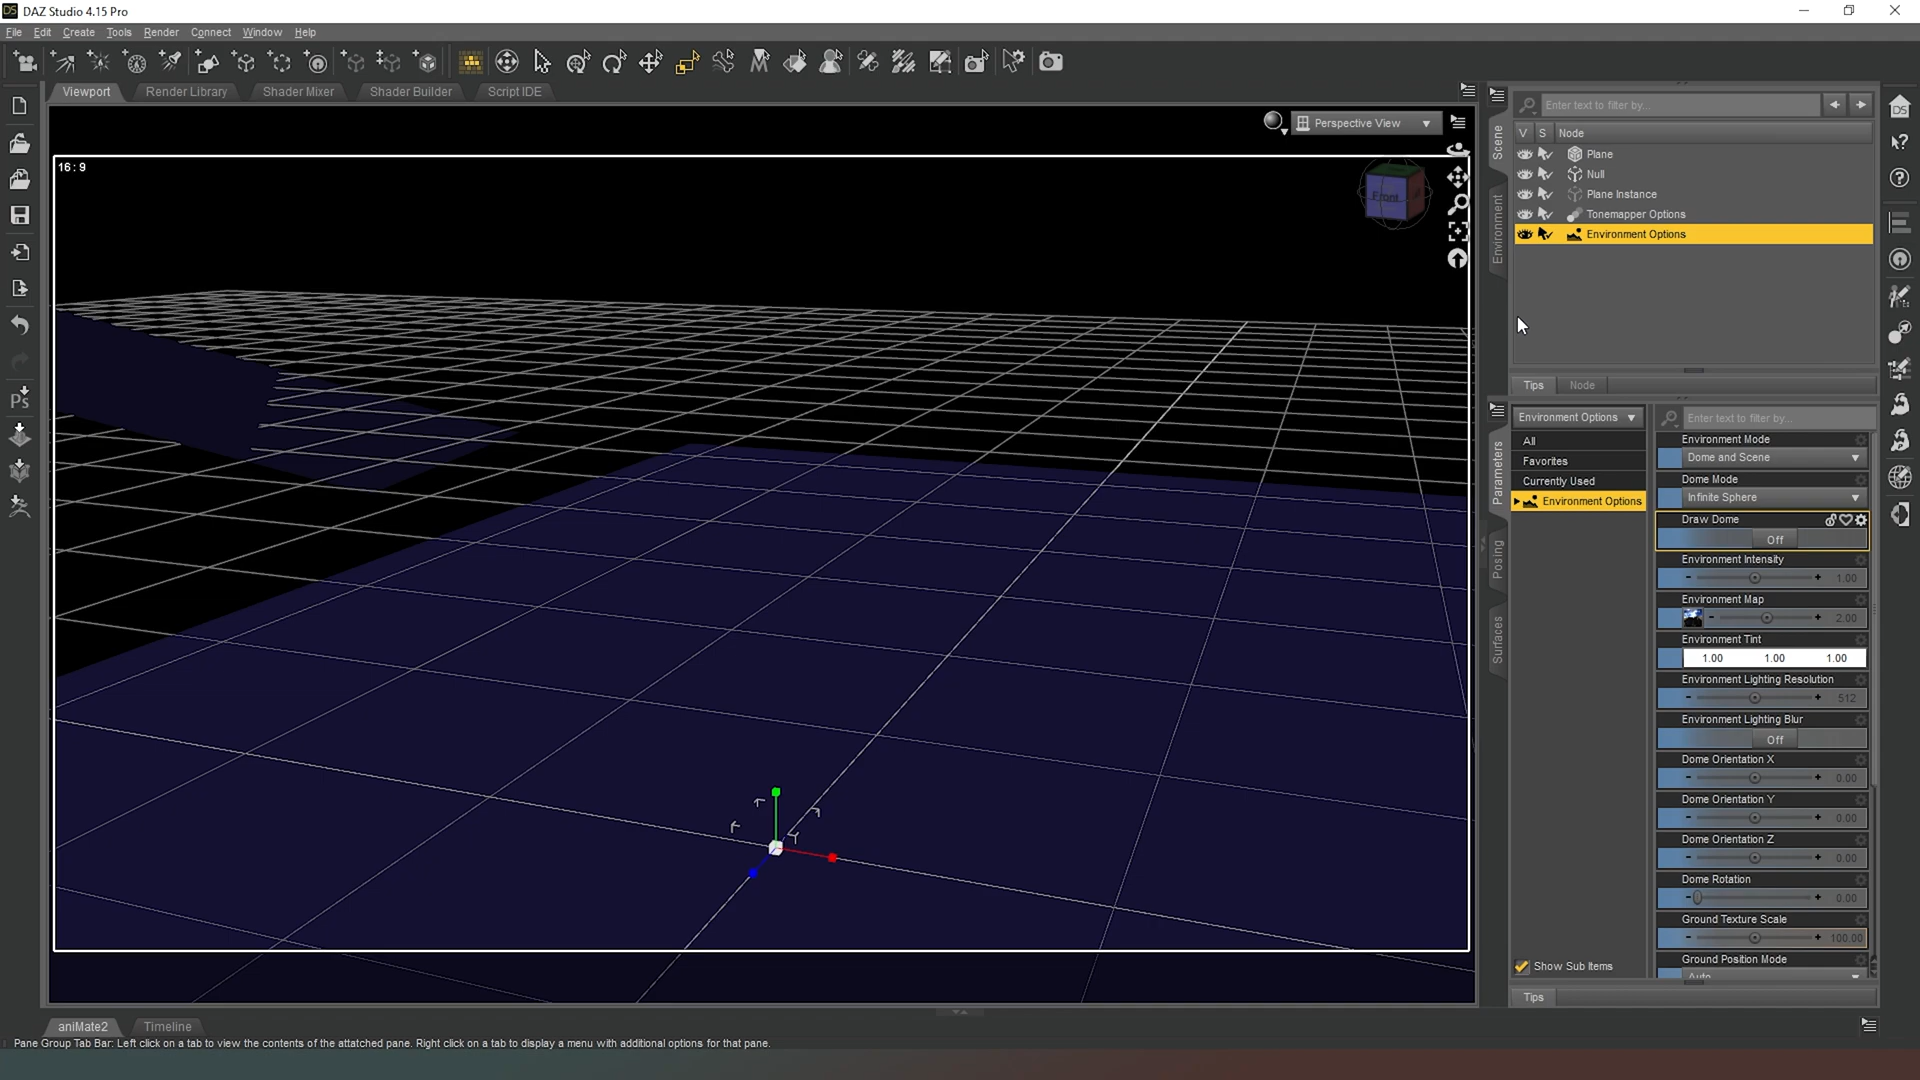 DS DAZ Studio 4.15 Pro
File Edit Create Tools Render Connect Window Help
Viewport Render Library Shader Mixer Shader Builder Script IDE
Perspective View
16 : 9
Front
Scene
Environment
Enter text to filter by...
V S Node
Plane
Null
Plane Instance
Tonemapper Options
Environment Options
Tips Node
Parameters
Posing
Surfaces
Environment Options
All
Favorites
Currently Used
Environment Options
Show Sub Items
Enter text to filter by...
Environment Mode
Dome and Scene
Dome Mode
Infinite Sphere
Draw Dome
Off
Environment Intensity
- + 1.00
Environment Map
- + 2.00
Environment Tint
1.00 1.00 1.00
Environment Lighting Resolution
- + 512
Environment Lighting Blur
Off
Dome Orientation X
- + 0.00
Dome Orientation Y
- + 0.00
Dome Orientation Z
- + 0.00
Dome Rotation
- + 0.00
Ground Texture Scale
- + 100.00
Ground Position Mode
Auto
Tips
DS
Ps
aniMate2 Timeline
Pane Group Tab Bar: Left click on a tab to view the contents of the attatched pane. Right click on a tab to display a menu with additional options for that pane.